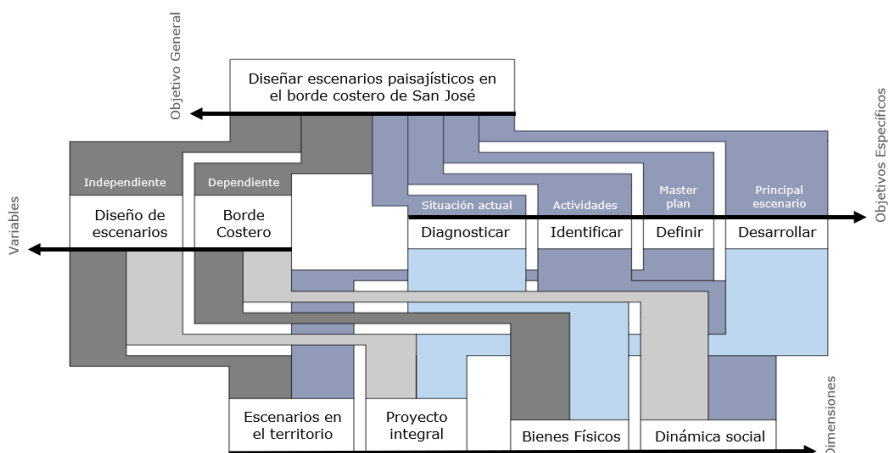 Objetivo General
Diseñar escenarios paisajísticos en
el borde costero de San José
Objetivos Específicos
Independiente
Dependiente
Situación actual
Actividades
Master
plan
Principal
escenario
Variables
Diseño de
escenarios
Borde
Costero
Diagnosticar
Identificar
Definir
Desarrollar
Escenarios en
el territorio
Proyecto
integral
Bienes Físicos
Dinámica social
Dimensiones